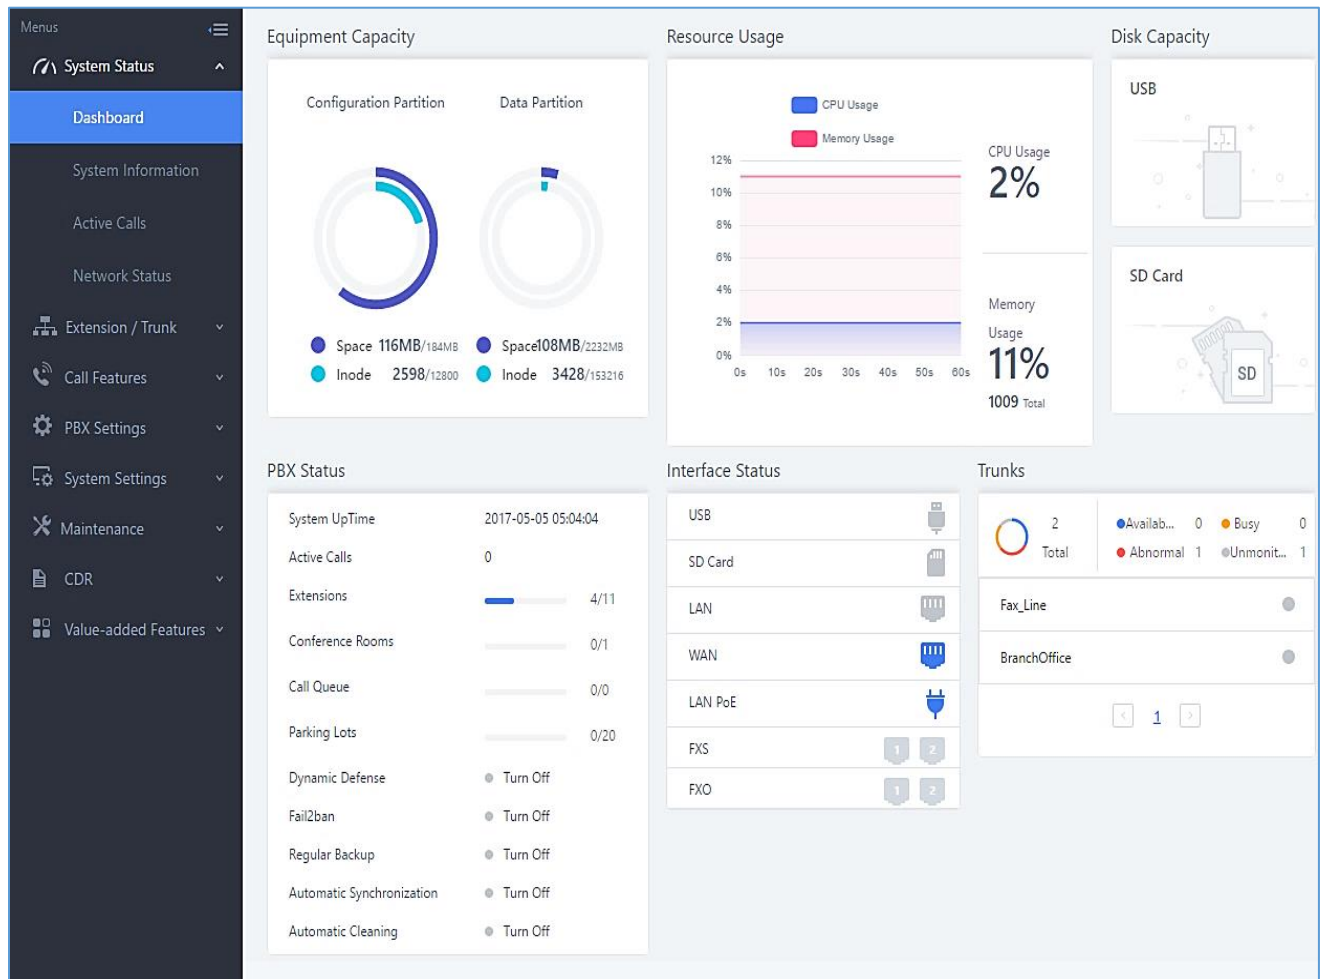 Menus
System Status
Dashboard
System Information
Active Calls
Network Status
Extension / Trunk
Call Features
PBX Settings
System Settings
Maintenance
CDR
Value-added Features
Equipment Capacity
Configuration Partition
Data Partition
Space 116MB/184MB
Inode 2598/12800
Space108MB/2232MB
Inode 3428/153216
Resource Usage
CPU Usage
Memory Usage
12%
10%
8%
6%
4%
2%
0%
0s 10s 20s 30s 40s 50s 60s
CPU Usage
2%
Memory
Usage
11%
1009 Total
Disk Capacity
USB
SD Card
SD
PBX Status
System UpTime 2017-05-05 05:04:04
Active Calls 0
Extensions 4/11
Conference Rooms 0/1
Call Queue 0/0
Parking Lots 0/20
Dynamic Defense Turn Off
Fail2ban Turn Off
Regular Backup Turn Off
Automatic Synchronization Turn Off
Automatic Cleaning Turn Off
Interface Status
USB
SD Card
LAN
WAN
LAN PoE
FXS 1 2
FXO 1 2
Trunks
2
Total
Availab... 0 Busy 0
Abnormal 1 Unmonit... 1
Fax_Line
BranchOffice
< 1 >